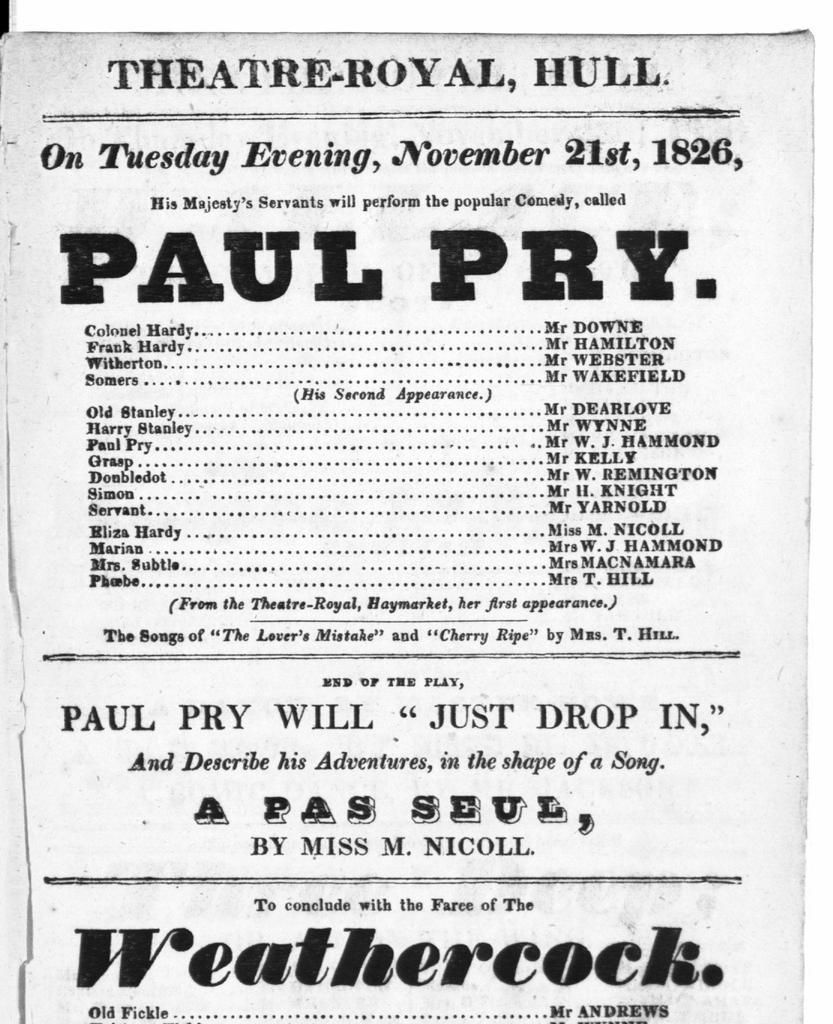 THEATRE-ROYAL, HULL.
On Tuesday Evening, November 21st, 1826,
His Majesty's Servants will perform the popular Comedy, called
PAUL PRY.
Colonel Hardy........................................Mr DOWNE
Frank Hardy........................................Mr HAMILTON
Witherton........................................Mr WEBSTER
Somers........................................Mr WAKEFIELD
(His Second Appearance.)
Old Stanley........................................Mr DEARLOVE
Harry Stanley........................................Mr WYNNE
Paul Pry........................................Mr W. J. HAMMOND
Grasp........................................Mr KELLY
Doubledot........................................Mr W. REMINGTON
Simon........................................Mr H. KNIGHT
Servant........................................Mr YARNOLD
Eliza Hardy........................................Miss M. NICOLL
Marian........................................Mrs W. J HAMMOND
Mrs. Subtle........................................Mrs MACNAMARA
Phœbe........................................Mrs T. HILL
(From the Theatre-Royal, Haymarket, her first appearance.)
The Songs of "The Lover's Mistake" and "Cherry Ripe" by MRS. T. HILL.
END OF THE PLAY,
PAUL PRY WILL "JUST DROP IN,"
And Describe his Adventures, in the shape of a Song.
A PAS SEUL,
BY MISS M. NICOLL.
To conclude with the Farce of The
Weathercock.
Old Fickle........................................Mr ANDREWS